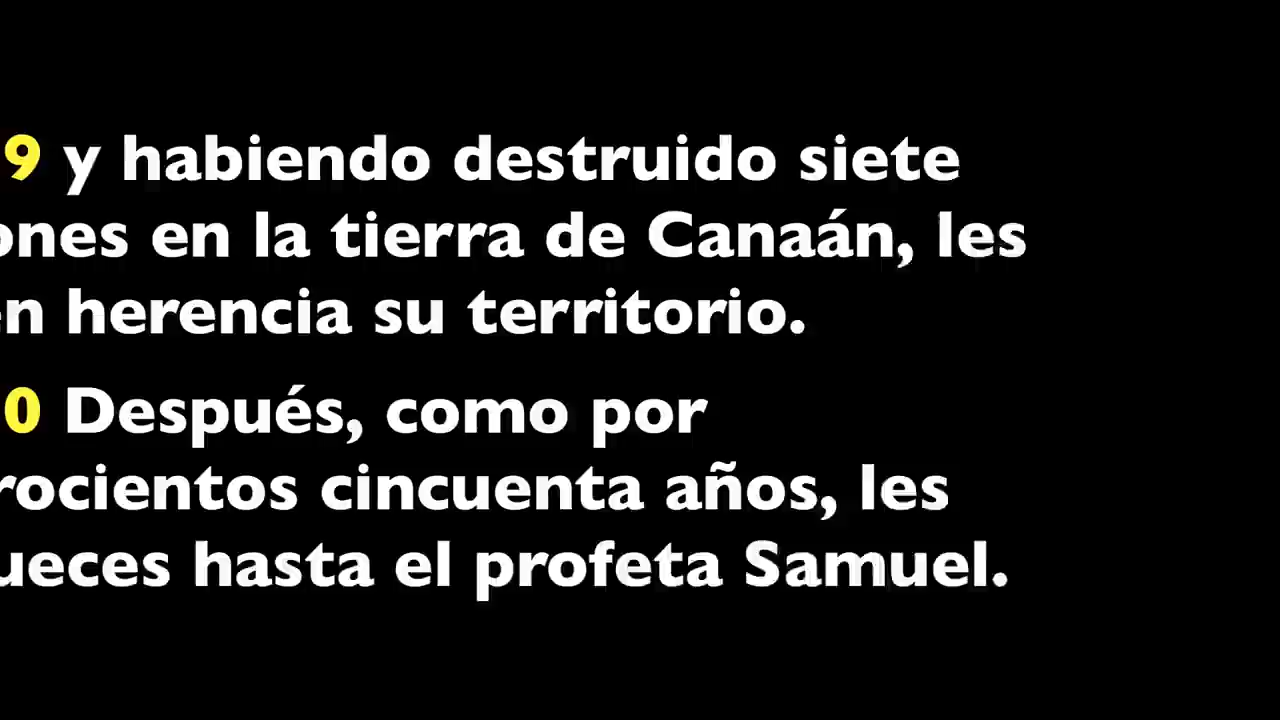 9 y habiendo destruido siete
ones en la tierra de Canaán, les
en herencia su territorio.
0 Después, como por
rocientos cincuenta años, les
ueces hasta el profeta Samuel.